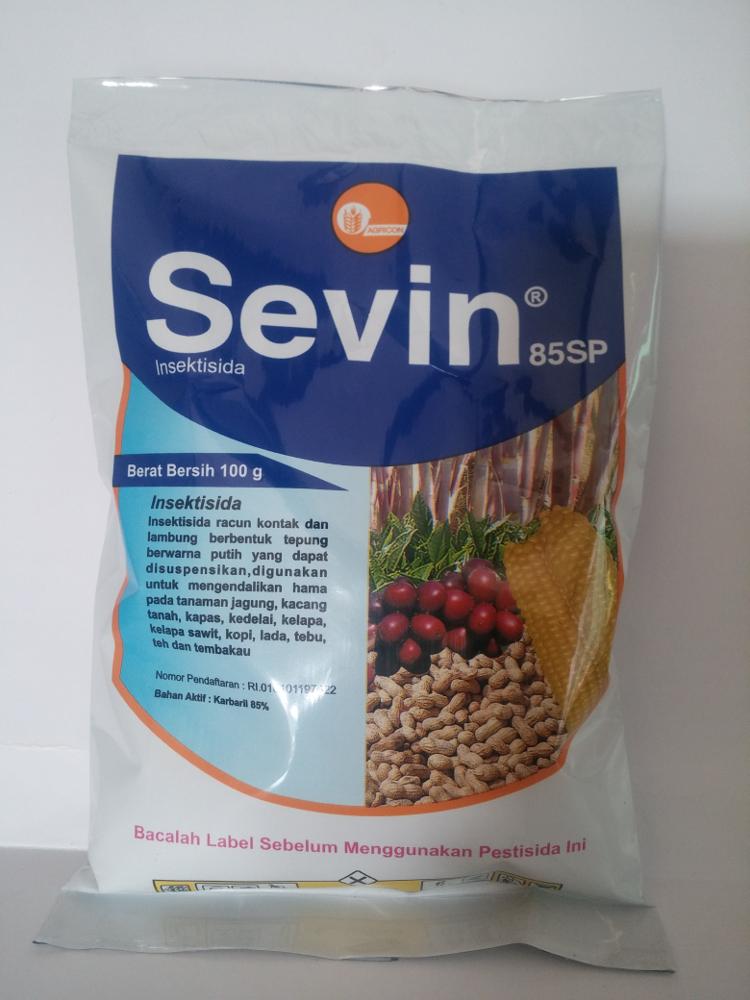 AGRICON
Sevin®
85SP
Insektisida
Berat Bersih 100 g
Insektisida
Insektisida racun kontak dan
lambung berbentuk tepung
berwarna putih yang dapat
disuspensikan,digunakan
untuk mengendalikan hama
pada tanaman jagung, kacang
tanah, kapas, kedelai, kelapa,
kelapa sawit, kopi, lada, tebu,
teh dan tembakau
Nomor Pendaftaran :
Bahan Aktif : Karbaril 85%
Bacalah Label Sebelum Menggunakan Pestisida Ini